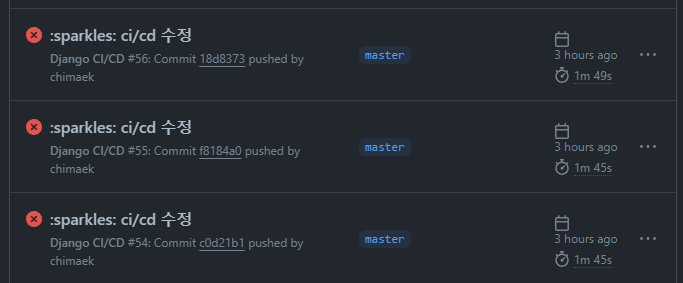 :sparkles: ci/cd 수정
Django CI/CD #56: Commit 18d8373 pushed by
chimaek
master
3 hours ago
1m 49s
:sparkles: ci/cd 수정
Django CI/CD #55: Commit f8184a0 pushed by
chimaek
master
3 hours ago
1m 45s
:sparkles: ci/cd 수정
Django CI/CD #54: Commit c0d21b1 pushed by
chimaek
master
3 hours ago
1m 45s